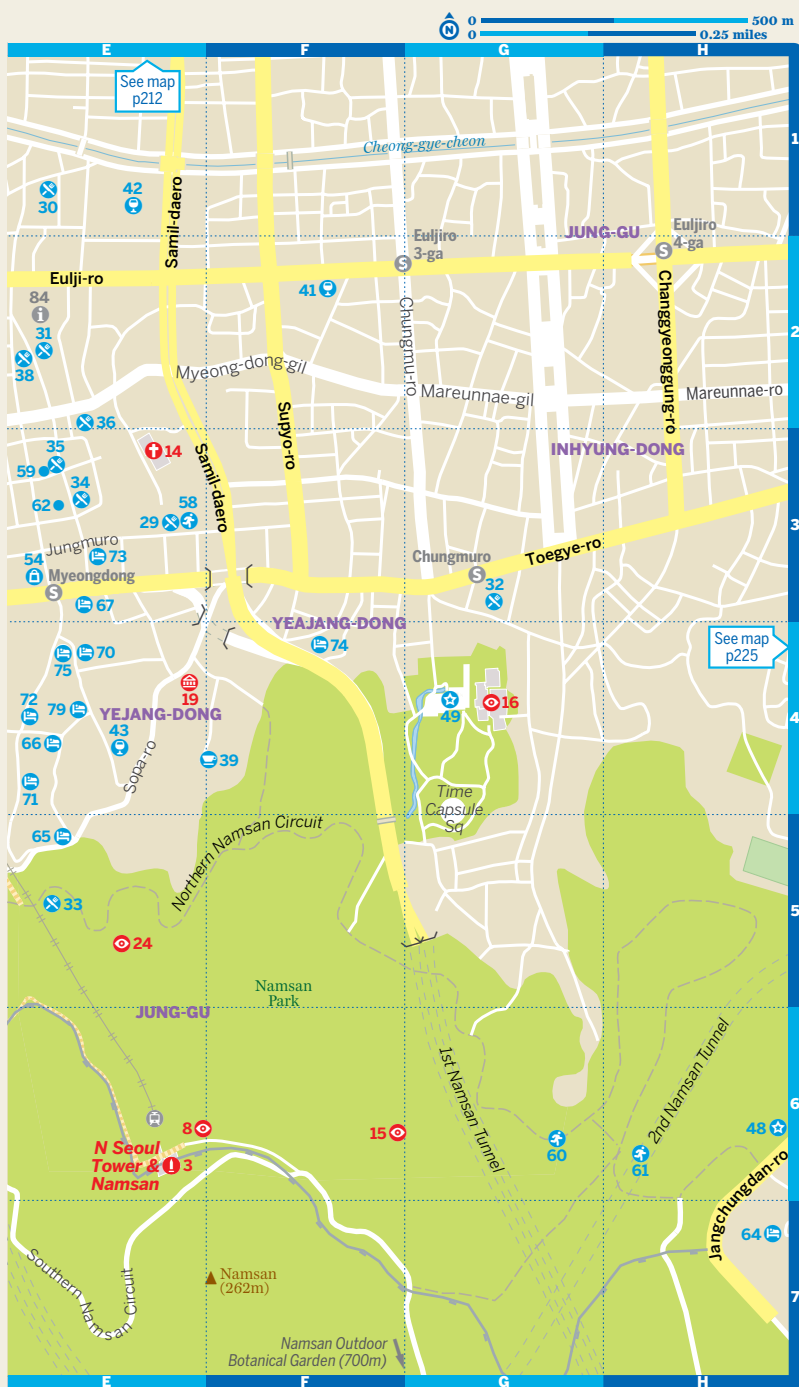 N 0 500 m
0 0.25 miles
E F G H
See map
p212
1
Cheong-gye-cheon
42
30
Samil-daero
Euljiro
3-ga
JUNG-GU
Euljiro
4-ga
S
S
Eulji-ro
84
i
41
31
38
2
Chungmu-ro
Changgyeonggung-ro
Myeong-dong-gil
Mareunnae-gil
Mareunnae-ro
36
Supyo-ro
14
Samil-daero
INHYUNG-DONG
35
59
34
62
58
29
3
Jungmuro
73
54
Myeongdong
S
Chungmuro
S
Toegye-ro
32
67
YEAJANG-DONG
74
See map
p225
70
75
19
72
79
YEJANG-DONG
43
66
39
49
16
4
Sopa-ro
71
Time
Capsule
Sq
65
Northern Namsan Circuit
33
5
24
Namsan
Park
JUNG-GU
1st Namsan Tunnel
2nd Namsan Tunnel
8
15
6
48
60
61
N Seoul
Tower &
Namsan
3
Jangchungdan-ro
64
Southern Namsan Circuit
Namsan
(262m)
7
Namsan Outdoor
Botanical Garden (700m)
E F G H